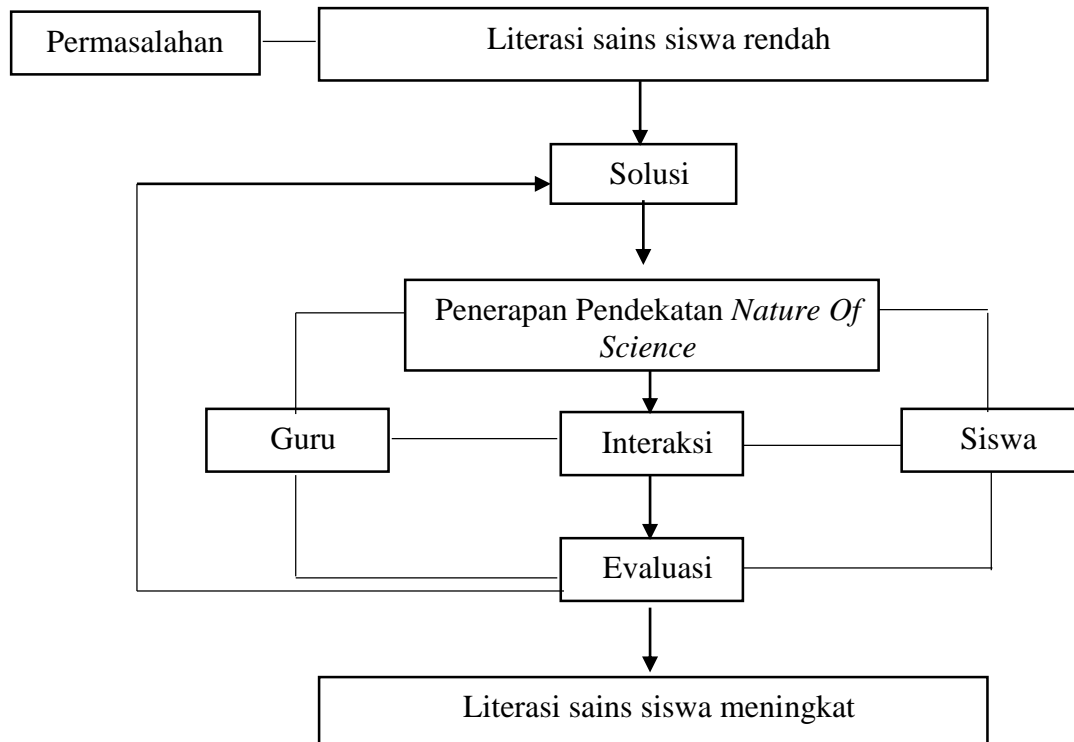 Permasalahan
Literasi sains siswa rendah
Solusi
Penerapan Pendekatan Nature Of
Science
Guru
Interaksi
Siswa
Evaluasi
Literasi sains siswa meningkat